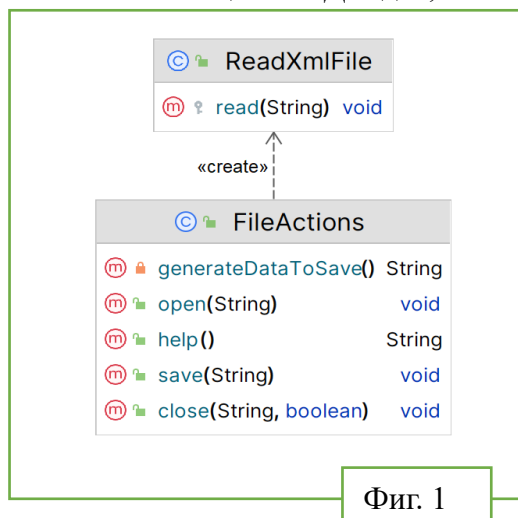 © ReadXmlFile
m read(String) void
«create»
© FileActions
m generateDataToSave() String
m open(String) void
m help() String
m save(String) void
m close(String, boolean) void
Фиг. 1